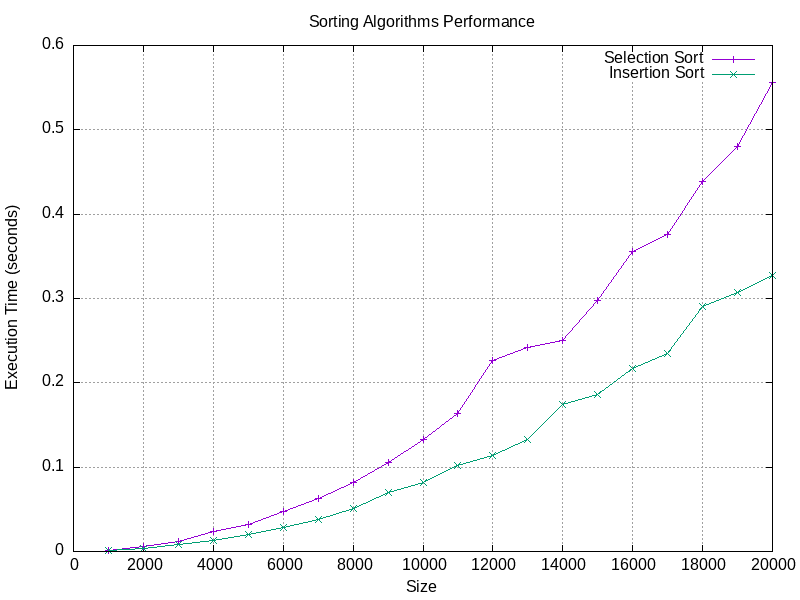 Sorting Algorithms Performance
Selection Sort
Insertion Sort
0.6
0.5
0.4
0.3
0.2
0.1
0
Execution Time (seconds)
0 2000 4000 6000 8000 10000 12000 14000 16000 18000 20000
Size